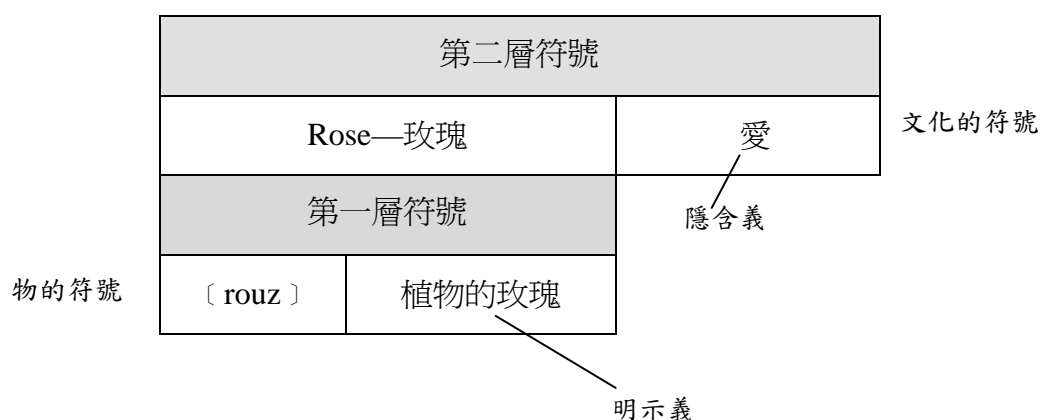 第二層符號
Rose—玫瑰 愛 文化的符號
第一層符號 隱含義
物的符號 〔rouz〕 植物的玫瑰
明示義